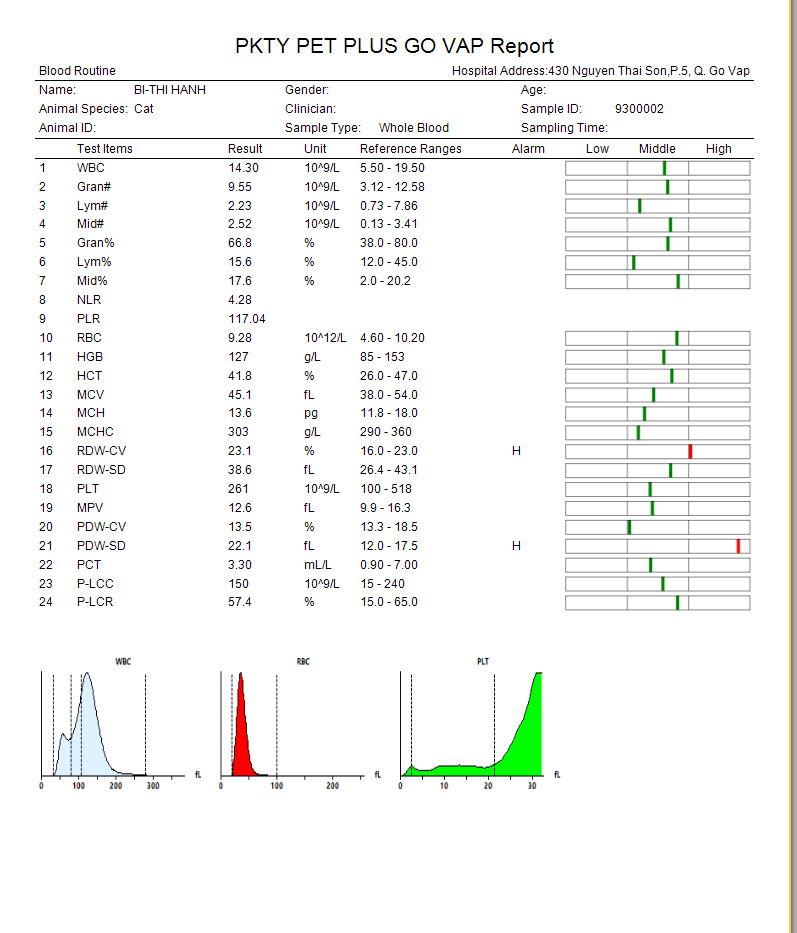 PKTY PET PLUS GO VAP Report
Blood Routine Hospital Address:430 Nguyen Thai Son,P.5, Q. Go Vap
Name: BI-THI HANH Gender: Age:
Animal Species: Cat Clinician: Sample ID: 9300002
Animal ID: Sample Type: Whole Blood Sampling Time:
Test Items Result Unit Reference Ranges Alarm Low Middle High
1 WBC 14.30 10^9/L 5.50 - 19.50
2 Gran# 9.55 10^9/L 3.12 - 12.58
3 Lym# 2.23 10^9/L 0.73 - 7.86
4 Mid# 2.52 10^9/L 0.13 - 3.41
5 Gran% 66.8 % 38.0 - 80.0
6 Lym% 15.6 % 12.0 - 45.0
7 Mid% 17.6 % 2.0 - 20.2
8 NLR 4.28
9 PLR 117.04
10 RBC 9.28 10^12/L 4.60 - 10.20
11 HGB 127 g/L 85 - 153
12 HCT 41.8 % 26.0 - 47.0
13 MCV 45.1 fL 38.0 - 54.0
14 MCH 13.6 pg 11.8 - 18.0
15 MCHC 303 g/L 290 - 360
16 RDW-CV 23.1 % 16.0 - 23.0 H
17 RDW-SD 38.6 fL 26.4 - 43.1
18 PLT 261 10^9/L 100 - 518
19 MPV 12.6 fL 9.9 - 16.3
20 PDW-CV 13.5 % 13.3 - 18.5
21 PDW-SD 22.1 fL 12.0 - 17.5 H
22 PCT 3.30 mL/L 0.90 - 7.00
23 P-LCC 150 10^9/L 15 - 240
24 P-LCR 57.4 % 15.0 - 65.0
WBC RBC PLT
fL fL fL
0 100 200 300 0 100 200 0 10 20 30